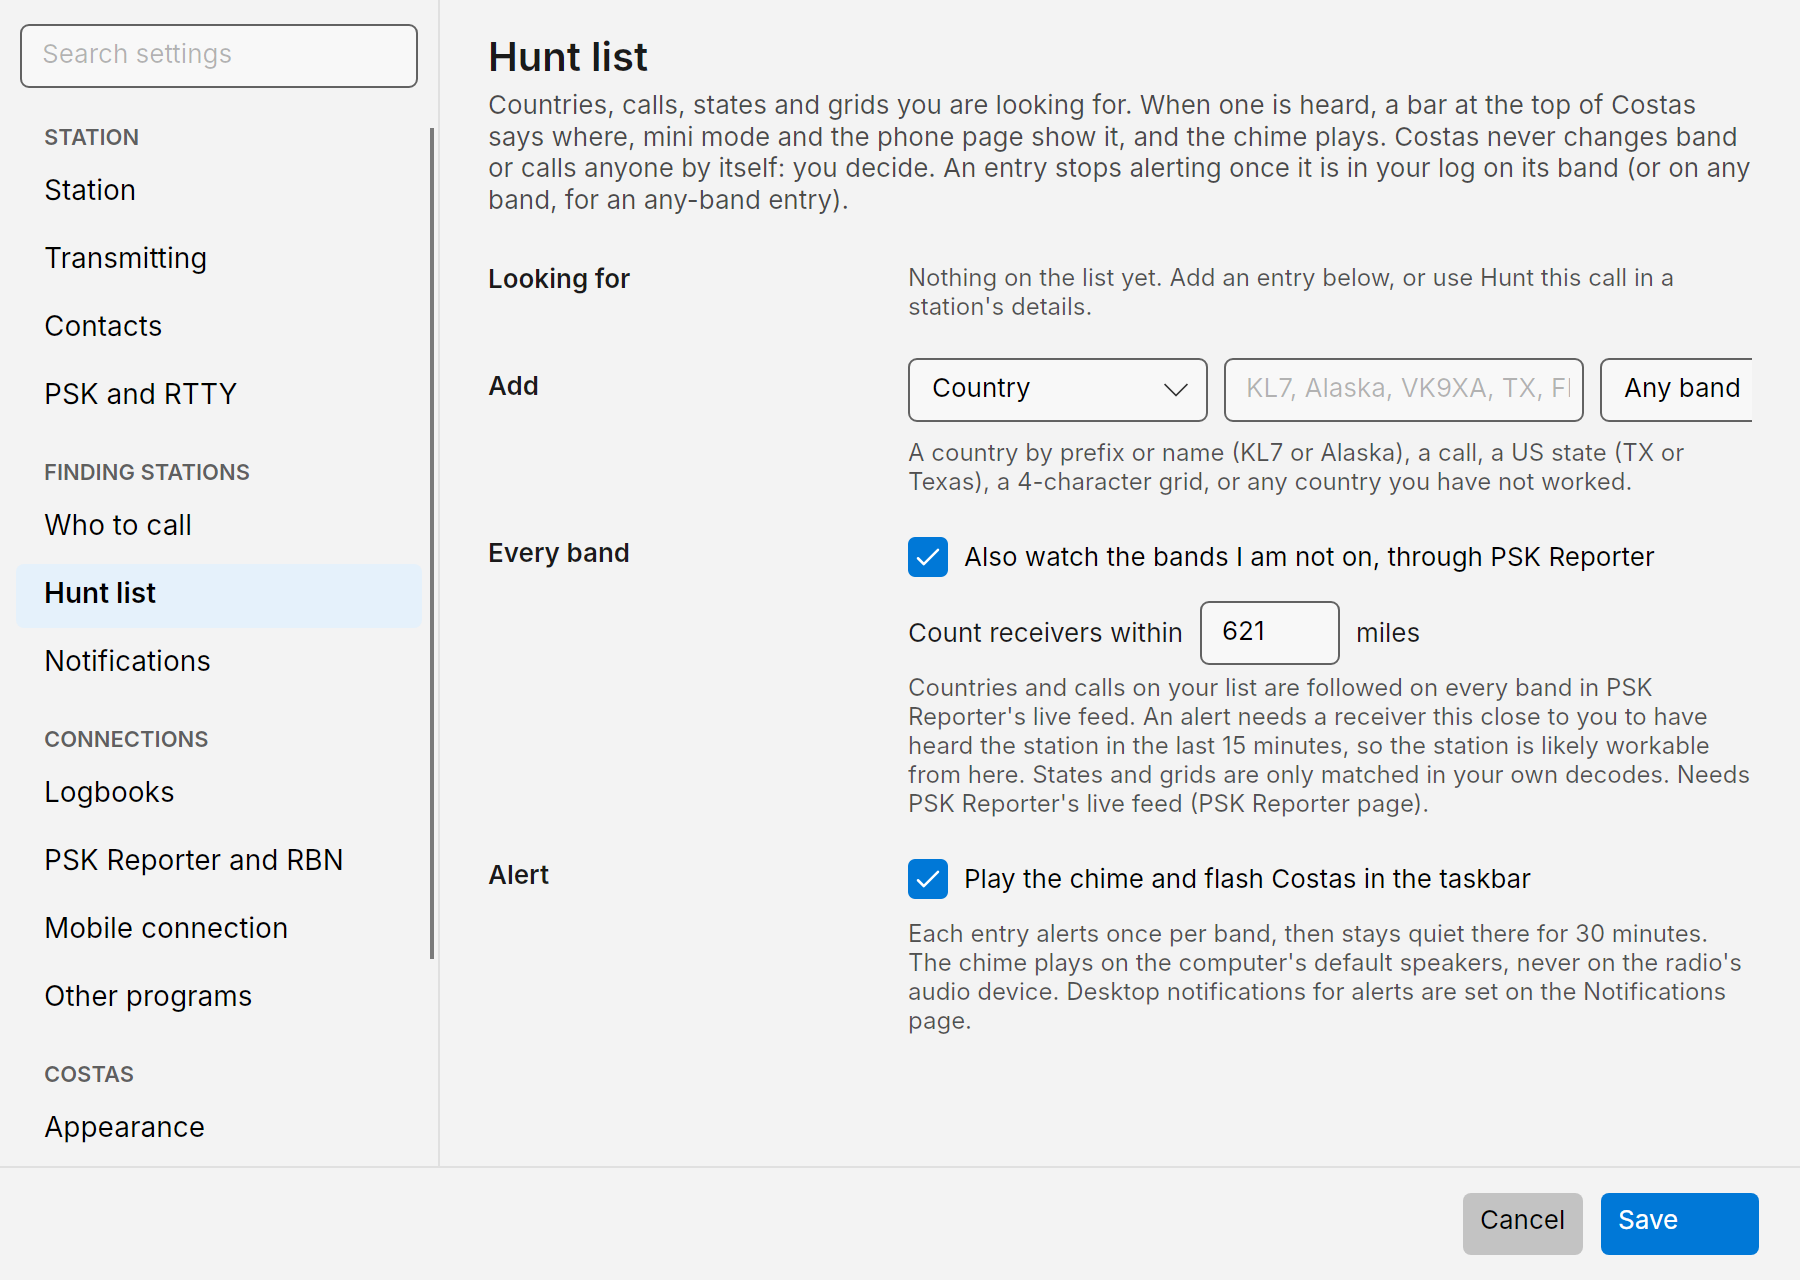 Search settings
STATION
Station
Transmitting
Contacts
PSK and RTTY
FINDING STATIONS
Who to call
Hunt list
Notifications
CONNECTIONS
Logbooks
PSK Reporter and RBN
Mobile connection
Other programs
COSTAS
Appearance
Hunt list
Countries, calls, states and grids you are looking for. When one is heard, a bar at the top of Costas
says where, mini mode and the phone page show it, and the chime plays. Costas never changes band
or calls anyone by itself: you decide. An entry stops alerting once it is in your log on its band (or on any
band, for an any-band entry).
Looking for
Nothing on the list yet. Add an entry below, or use Hunt this call in a
station's details.
Add
Country
KL7, Alaska, VK9XA, TX, 
Any band
A country by prefix or name (KL7 or Alaska), a call, a US state (TX or
Texas), a 4-character grid, or any country you have not worked.
Every band
Also watch the bands I am not on, through PSK Reporter
Count receivers within 621 miles
Countries and calls on your list are followed on every band in PSK
Reporter's live feed. An alert needs a receiver this close to you to have
heard the station in the last 15 minutes, so the station is likely workable
from here. States and grids are only matched in your own decodes. Needs
PSK Reporter's live feed (PSK Reporter page).
Alert
Play the chime and flash Costas in the taskbar
Each entry alerts once per band, then stays quiet there for 30 minutes.
The chime plays on the computer's default speakers, never on the radio's
audio device. Desktop notifications for alerts are set on the Notifications
page.
Cancel
Save